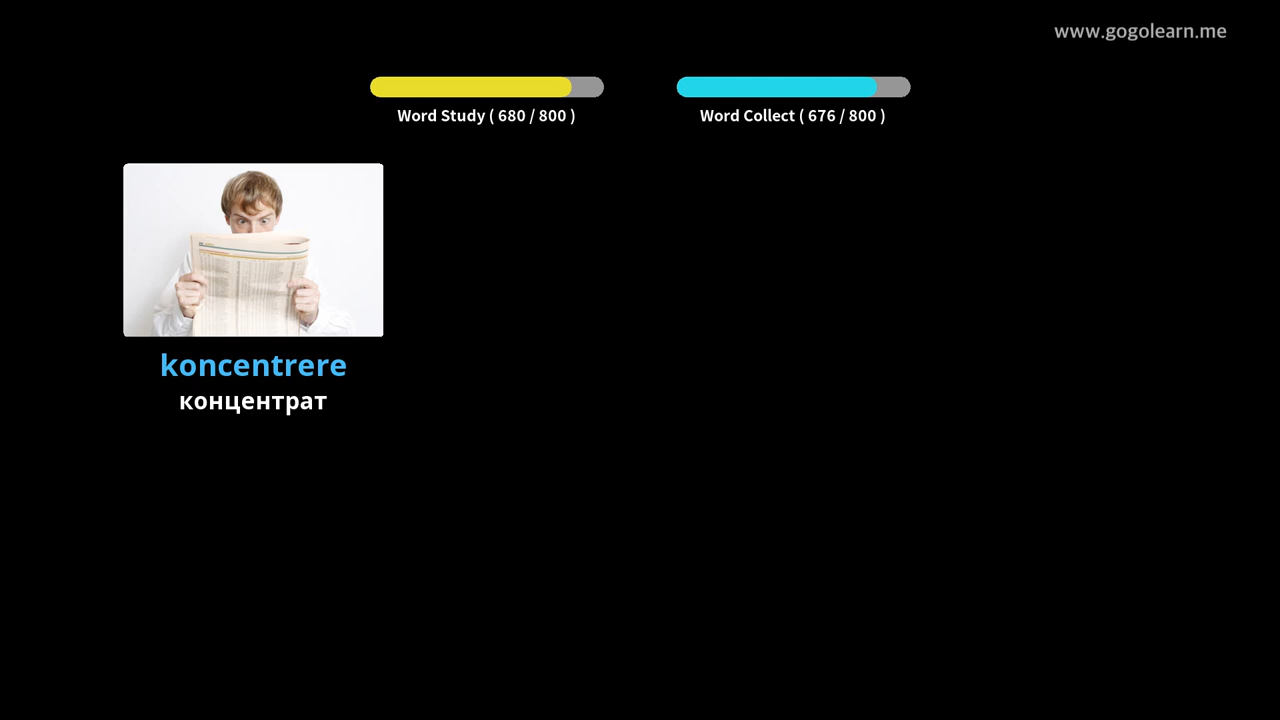 www.gogolearn.me
Word Study ( 680 / 800 )
Word Collect ( 676 / 800 )
koncentrere
концентрат